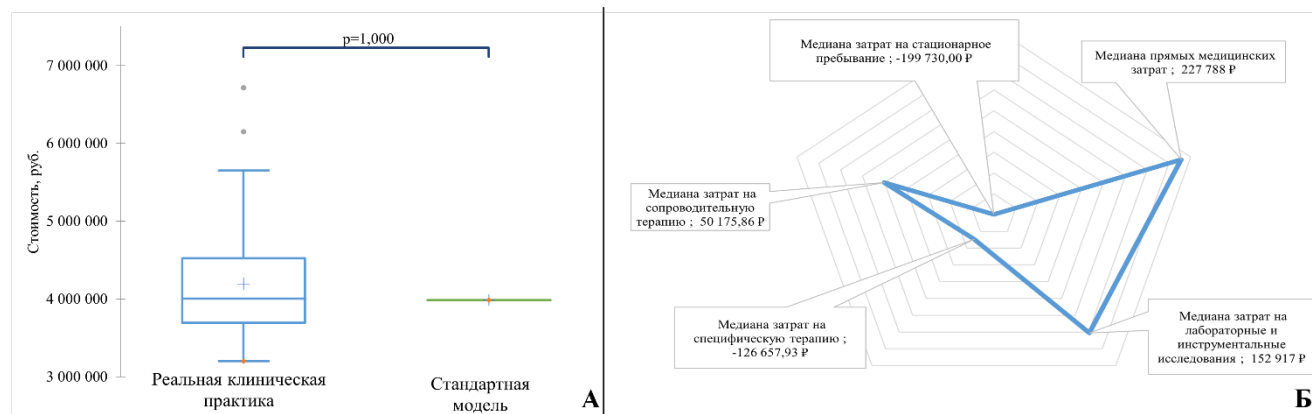 p=1,000
Стоимость, руб.
7 000 000
6 000 000
5 000 000
4 000 000
3 000 000
Реальная клиническая
практика
Стандартная
модель
А
Медиана затрат на стационарное
пребывание ; -199 730,00 ₽
Медиана прямых медицинских
затрат ; 227 788 ₽
Медиана затрат на
сопроводительную
терапию ; 50 175,86 ₽
Медиана затрат на
специфическую терапию ;
-126 657,93 ₽
Медиана затрат на
лабораторные и
инструментальные
исследования ; 152 917 ₽
Б